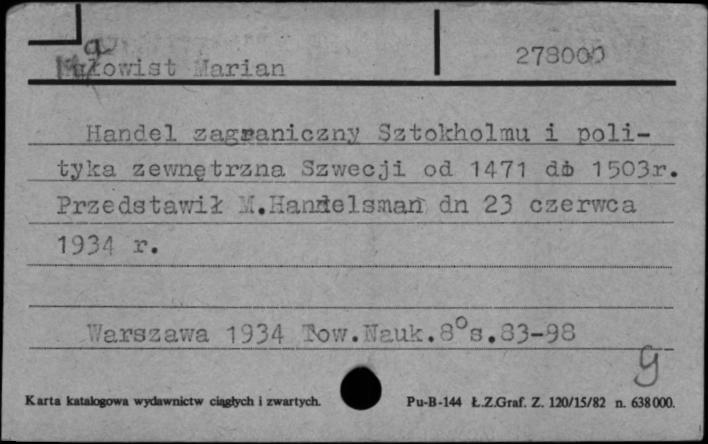 Małowist Marian
278000
Handel zagraniczny Sztokholmu i poli-
tyka zewnętrzna Szwecji od 1471 do 1503r.
Przedstawił M.Handelsman dn 23 czerwca
1934 r.
Warszawa 1934 Tow.Nauk.8°s.83-98
g
Karta katalogowa wydawnictw ciągłych i zwartych.
Pu-B-144 Ł.Z.Graf. Z. 120/15/82 n. 638000.